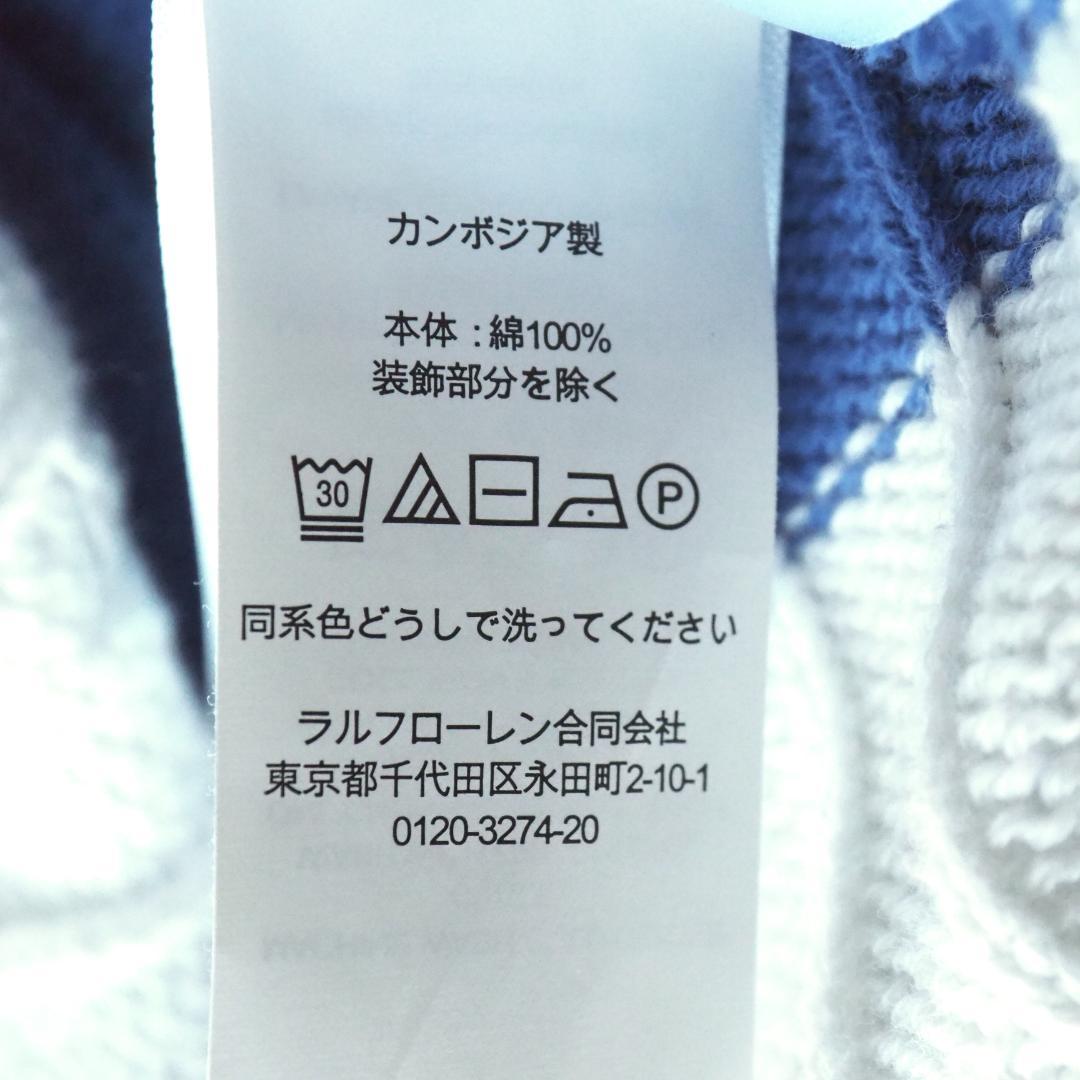 カンボジア製
本体 : 綿100%
装飾部分を除く
30
P
同系色どうしで洗ってください
ラルフローレン合同会社
東京都千代田区永田町2-10-1
0120-3274-20